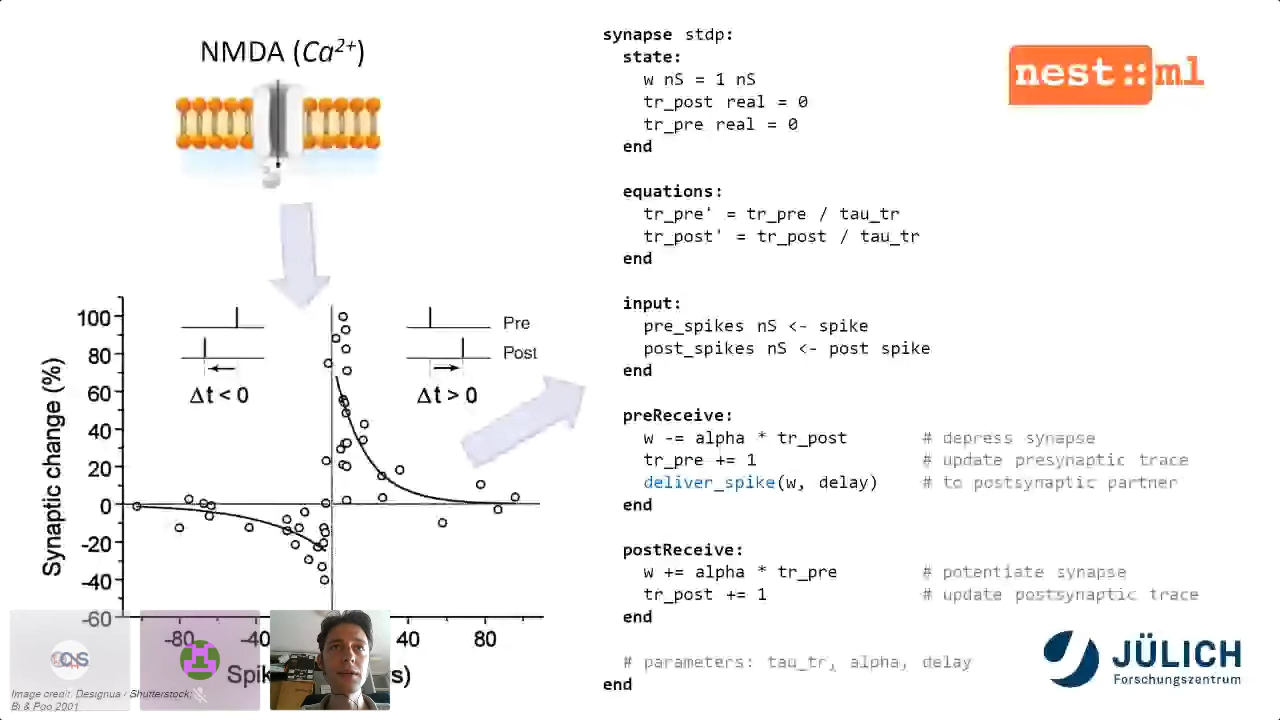 NMDA (Ca²⁺)
100
80
60
40
20
0
-20
-40
-60
Synaptic change (%)
Pre
Post
Δt < 0
Δt > 0
-80
-40
40
80
Spik
s)
OOS
Image credit: Designua / Shutterstock;
Bi & Poo 2001
synapse stdp:
state:
w nS = 1 nS
tr_post real = 0
tr_pre real = 0
end
equations:
tr_pre' = tr_pre / tau_tr
tr_post' = tr_post / tau_tr
end
input:
pre_spikes nS <- spike
post_spikes nS <- post spike
end
preReceive:
w -= alpha * tr_post # depress synapse
tr_pre += 1 # update presynaptic trace
deliver_spike(w, delay) # to postsynaptic partner
end
postReceive:
w += alpha * tr_pre # potentiate synapse
tr_post += 1 # update postsynaptic trace
end
# parameters: tau_tr, alpha, delay
end
nest::ml
JÜLICH
Forschungszentrum